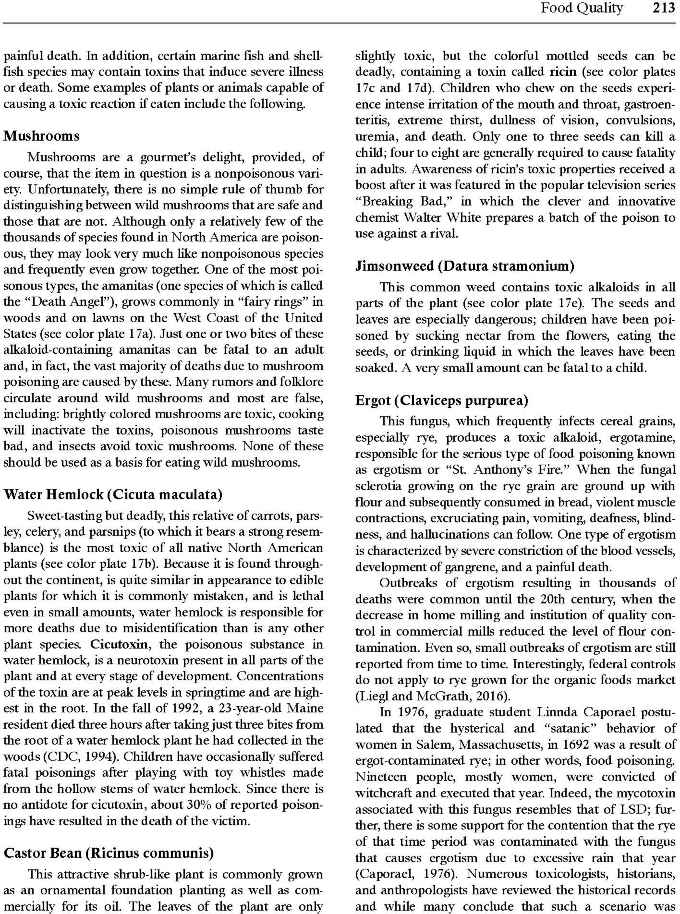 Food Quality 213
painful death. In addition, certain marine fish and shell-
fish species may contain toxins that induce severe illness
or death. Some examples of plants or animals capable of
causing a toxic reaction if eaten include the following.
Mushrooms
Mushrooms are a gourmet's delight, provided, of
course, that the item in question is a nonpoisonous vari-
ety. Unfortunately, there is no simple rule of thumb for
distinguishing between wild mushrooms that are safe and
those that are not. Although only a relatively few of the
thousands of species found in North America are poison-
ous, they may look very much like nonpoisonous species
and frequently even grow together. One of the most poi-
sonous types, the amanitas (one species of which is called
the “Death Angel”), grows commonly in “fairy rings” in
woods and on lawns on the West Coast of the United
States (see color plate 17a). Just one or two bites of these
alkaloid-containing amanitas can be fatal to an adult
and, in fact, the vast majority of deaths due to mushroom
poisoning are caused by these. Many rumors and folklore
circulate around wild mushrooms and most are false,
including: brightly colored mushrooms are toxic, cooking
will inactivate the toxins, poisonous mushrooms taste
bad, and insects avoid toxic mushrooms. None of these
should be used as a basis for eating wild mushrooms.
Water Hemlock (Cicuta maculata)
Sweet-tasting but deadly, this relative of carrots, pars-
ley, celery, and parsnips (to which it bears a strong resem-
blance) is the most toxic of all native North American
plants (see color plate 17b). Because it is found through-
out the continent, is quite similar in appearance to edible
plants for which it is commonly mistaken, and is lethal
even in small amounts, water hemlock is responsible for
more deaths due to misidentification than is any other
plant species. Cicutoxin, the poisonous substance in
water hemlock, is a neurotoxin present in all parts of the
plant and at every stage of development. Concentrations
of the toxin are at peak levels in springtime and are high-
est in the root. In the fall of 1992, a 23-year-old Maine
resident died three hours after taking just three bites from
the root of a water hemlock plant he had collected in the
woods (CDC, 1994). Children have occasionally suffered
fatal poisonings after playing with toy whistles made
from the hollow stems of water hemlock. Since there is
no antidote for cicutoxin, about 30% of reported poison-
ings have resulted in the death of the victim.
Castor Bean (Ricinus communis)
This attractive shrub-like plant is commonly grown
as an ornamental foundation planting as well as com-
mercially for its oil. The leaves of the plant are only
slightly toxic, but the colorful mottled seeds can be
deadly, containing a toxin called ricin (see color plates
17c and 17d). Children who chew on the seeds experi-
ence intense irritation of the mouth and throat, gastroen-
teritis, extreme thirst, dullness of vision, convulsions,
uremia, and death. Only one to three seeds can kill a
child; four to eight are generally required to cause fatality
in adults. Awareness of ricin's toxic properties received a
boost after it was featured in the popular television series
“Breaking Bad,” in which the clever and innovative
chemist Walter White prepares a batch of the poison to
use against a rival.
Jimsonweed (Datura stramonium)
This common weed contains toxic alkaloids in all
parts of the plant (see color plate 17e). The seeds and
leaves are especially dangerous; children have been poi-
soned by sucking nectar from the flowers, eating the
seeds, or drinking liquid in which the leaves have been
soaked. A very small amount can be fatal to a child.
Ergot (Claviceps purpurea)
This fungus, which frequently infects cereal grains,
especially rye, produces a toxic alkaloid, ergotamine,
responsible for the serious type of food poisoning known
as ergotism or “St. Anthony's Fire.” When the fungal
sclerotia growing on the rye grain are ground up with
flour and subsequently consumed in bread, violent muscle
contractions, excruciating pain, vomiting, deafness, blind-
ness, and hallucinations can follow. One type of ergotism
is characterized by severe constriction of the blood vessels,
development of gangrene, and a painful death.
Outbreaks of ergotism resulting in thousands of
deaths were common until the 20th century, when the
decrease in home milling and institution of quality con-
trol in commercial mills reduced the level of flour con-
tamination. Even so, small outbreaks of ergotism are still
reported from time to time. Interestingly, federal controls
do not apply to rye grown for the organic foods market
(Liegl and McGrath, 2016).
In 1976, graduate student Linnda Caporael postu-
lated that the hysterical and “satanic” behavior of
women in Salem, Massachusetts, in 1692 was a result of
ergot-contaminated rye; in other words, food poisoning.
Nineteen people, mostly women, were convicted of
witchcraft and executed that year. Indeed, the mycotoxin
associated with this fungus resembles that of LSD; fur-
ther, there is some support for the contention that the rye
of that time period was contaminated with the fungus
that causes ergotism due to excessive rain that year
(Caporael, 1976). Numerous toxicologists, historians,
and anthropologists have reviewed the historical records
and while many conclude that such a scenario was